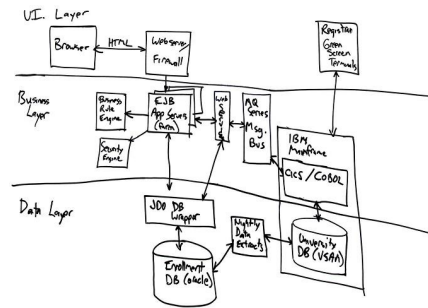 UI. Layer
Browser
HTML
Webserver/
Firewall
Registrar
Green
Screen
Terminals
Business
Layer
Business
Rule
Engine
EJB
App Server
(Farm)
Web
MQ
Series
Msg.
Bus
IBM
Mainframe
Security
Engine
CICS/COBOL
Data Layer
JDO DB
Wrapper
Nightly
Data
Extracts
University
DB (VSAM)
Enrollment
DB (Oracle)